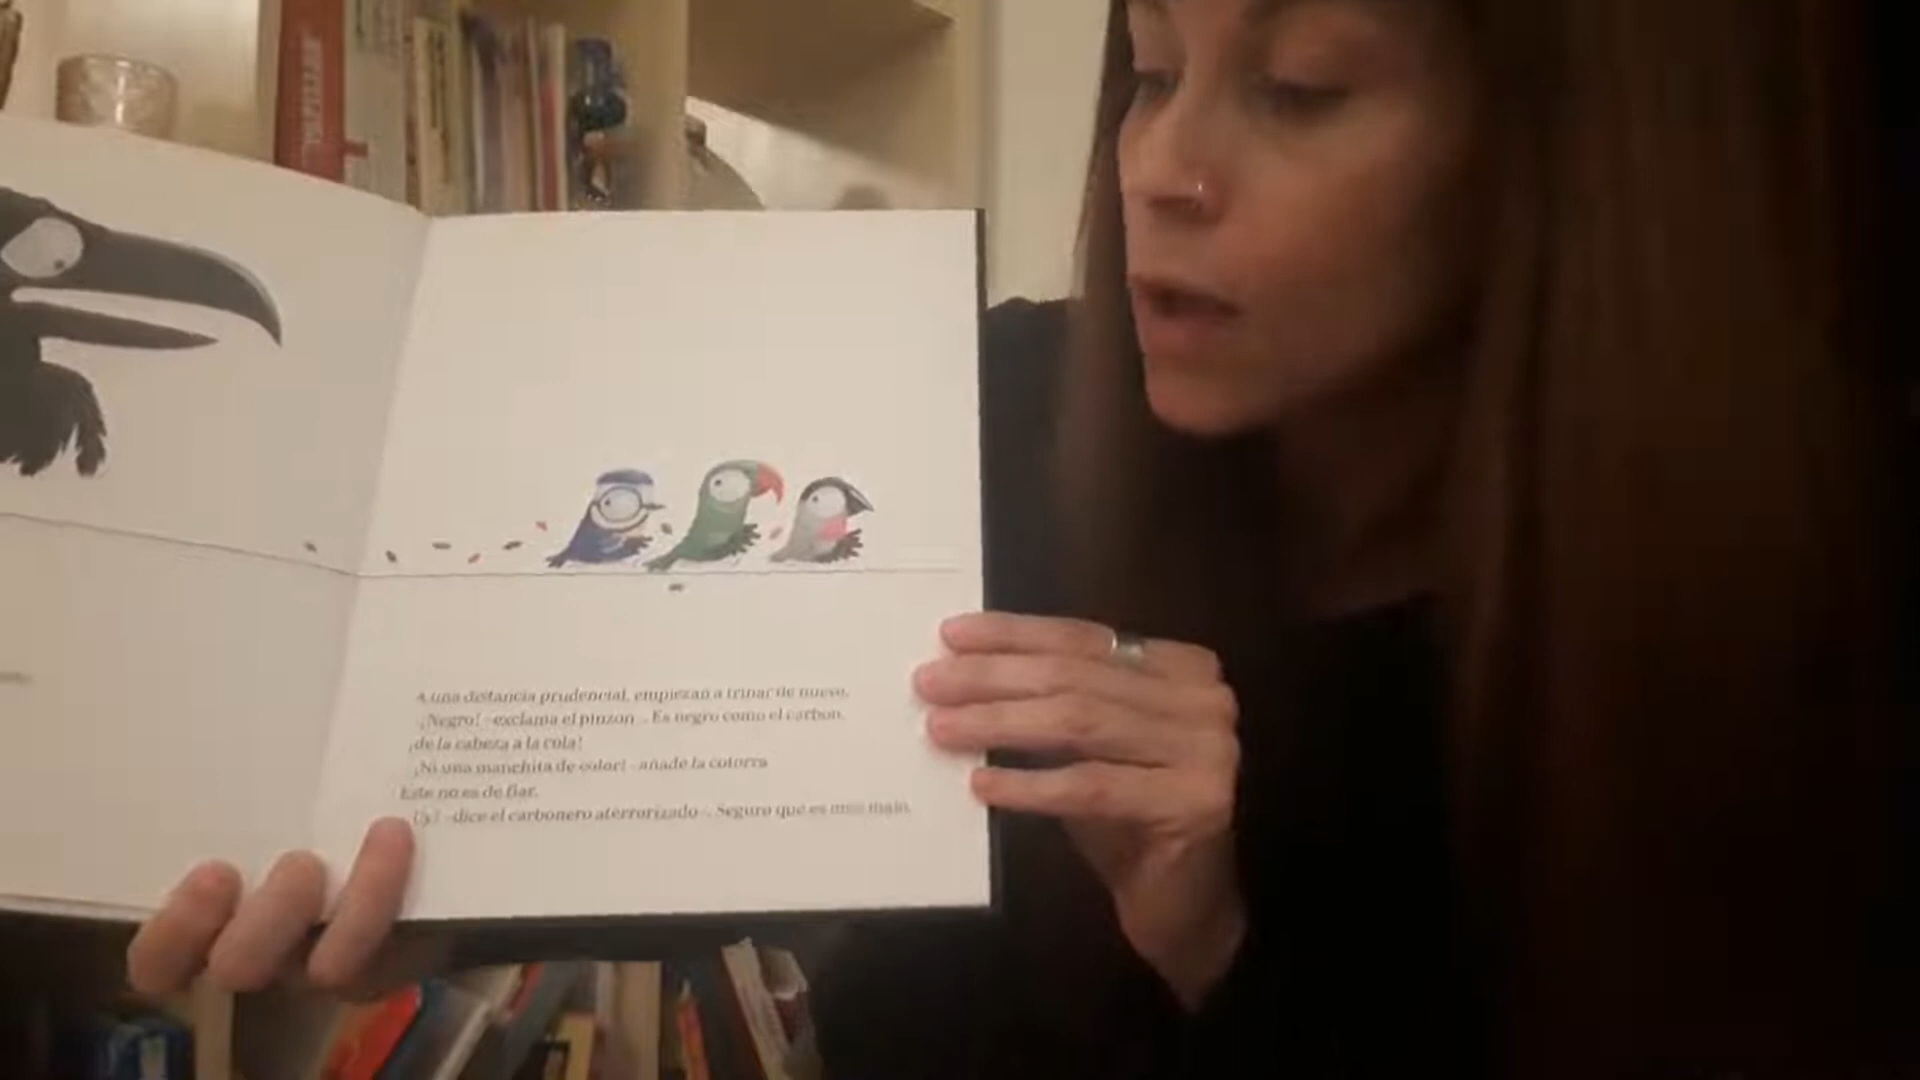 A una distancia prudencial, empiezan a trinar de nuevo.
¡Negro! -exclama el pinzón-. Es negro como el carbón,
¡de la cabeza a la cola!
¡Ni una manchita de color! -añade la cotorra
Este no es de fiar.
Uy! -dice el carbonero aterrorizado-. Seguro que es muy malo.